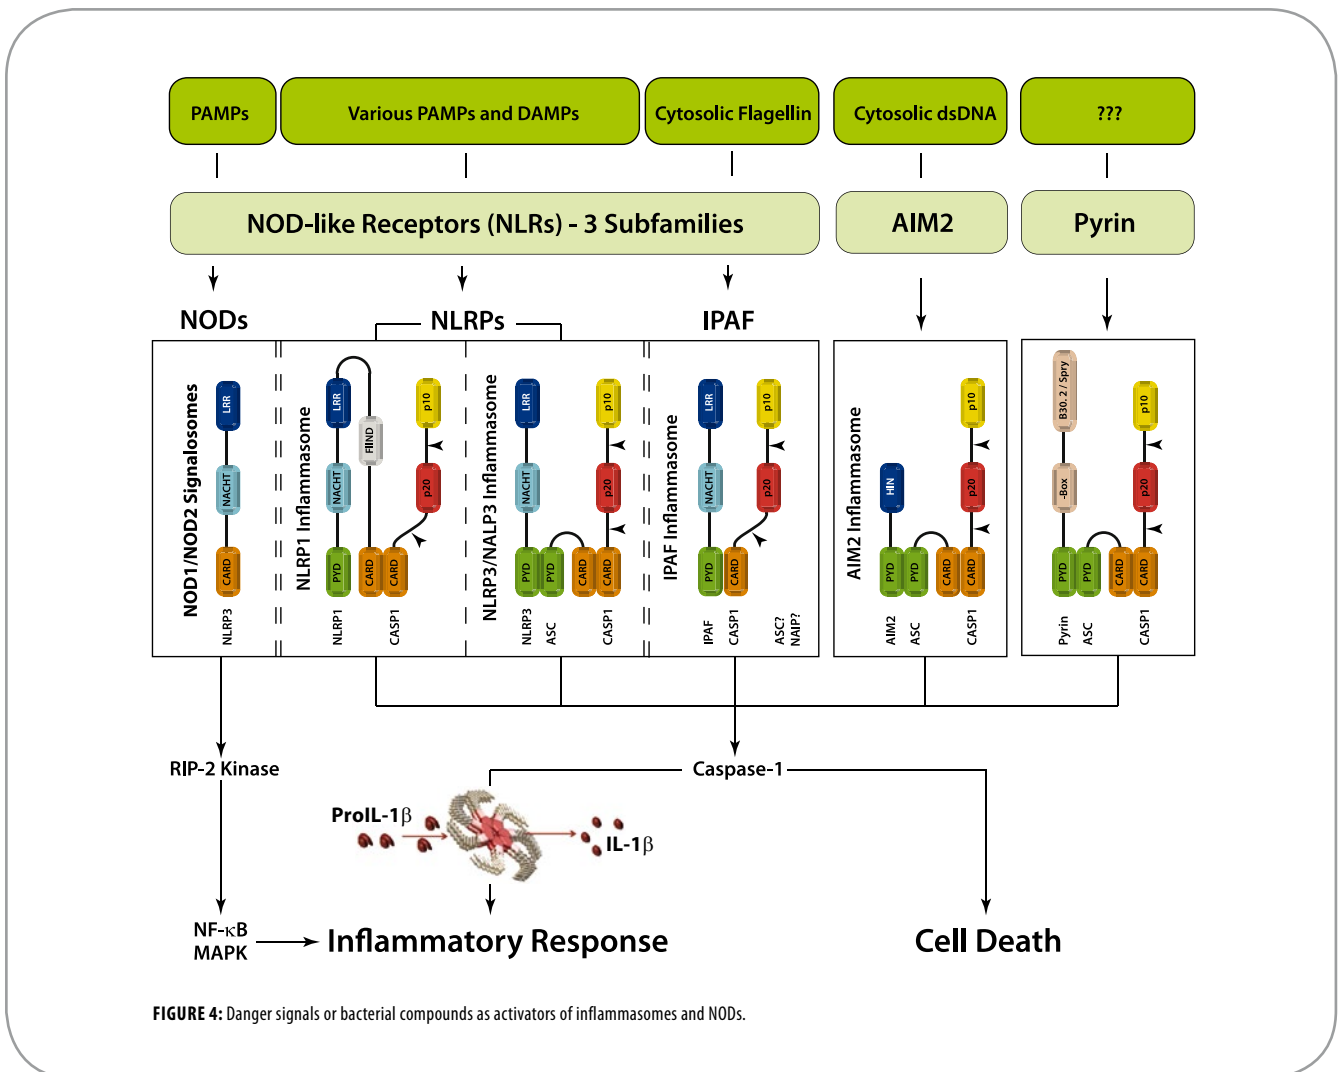 PAMPs
Various PAMPs and DAMPs
Cytosolic Flagellin
Cytosolic dsDNA
???
NOD-like Receptors (NLRs) - 3 Subfamilies
AIM2
Pyrin
NODs
NLRPs
IPAF
NOD1/NOD2 Signalosomes
LRR
NACHT
CARD
NLRP3
NLRP1 Inflammasome
LRR
NACHT
PYD
NLRP1
FIIND
CARD
p10
p20
CARD
CASP1
NLRP3/NALP3 Inflammasome
LRR
NACHT
PYD
NLRP3
PYD
ASC
CARD
p10
p20
CARD
CASP1
IPAF Inflammasome
LRR
NACHT
PYD
IPAF
p10
p20
CARD
CASP1
ASC?
NAIP?
AIM2 Inflammasome
HIN
PYD
AIM2
PYD
ASC
CARD
p10
p20
CARD
CASP1
B30. 2 / Spry
-Box
PYD
Pyrin
PYD
ASC
CARD
p10
p20
CARD
CASP1
RIP-2 Kinase
Caspase-1
ProIL-1β
IL-1β
NF-κB
MAPK
Inflammatory Response
Cell Death
FIGURE 4: Danger signals or bacterial compounds as activators of inflammasomes and NODs.